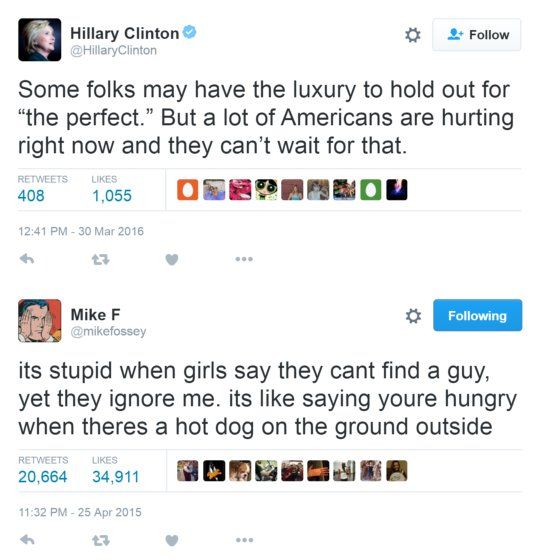 Hillary Clinton
@HillaryClinton
Follow
Some folks may have the luxury to hold out for
“the perfect.” But a lot of Americans are hurting
right now and they can’t wait for that.
RETWEETS LIKES
408 1,055
12:41 PM - 30 Mar 2016
Mike F
@mikefossey
Following
its stupid when girls say they cant find a guy,
yet they ignore me. its like saying youre hungry
when theres a hot dog on the ground outside
RETWEETS LIKES
20,664 34,911
11:32 PM - 25 Apr 2015